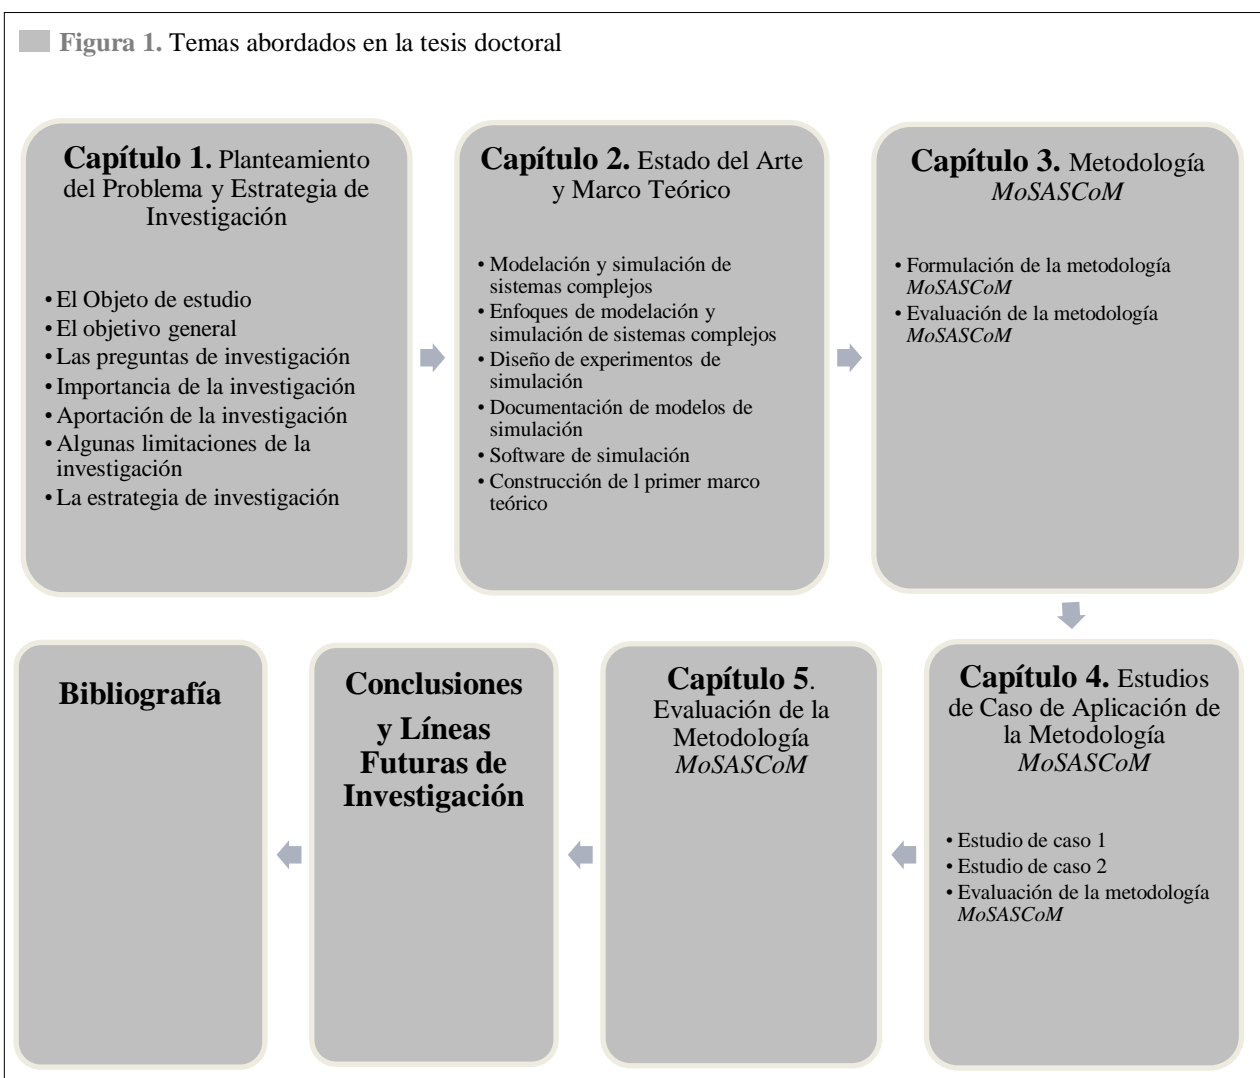 Figura 1. Temas abordados en la tesis doctoral
Capítulo 1. Planteamiento
del Problema y Estrategia de
Investigación
• El Objeto de estudio
• El objetivo general
• Las preguntas de investigación
• Importancia de la investigación
• Aportación de la investigación
• Algunas limitaciones de la
investigación
• La estrategia de investigación
Capítulo 2. Estado del Arte
y Marco Teórico
• Modelación y simulación de
sistemas complejos
• Enfoques de modelación y
simulación de sistemas complejos
• Diseño de experimentos de
simulación
• Documentación de modelos de
simulación
• Software de simulación
• Construcción de l primer marco
teórico
Capítulo 3. Metodología
MoSASCoM
• Formulación de la metodología
MoSASCoM
• Evaluación de la metodología
MoSASCoM
Capítulo 4. Estudios
de Caso de Aplicación de
la Metodología
MoSASCoM
• Estudio de caso 1
• Estudio de caso 2
• Evaluación de la metodología
MoSASCoM
Capítulo 5.
Evaluación de la
Metodología
MoSASCoM
Conclusiones
y Líneas
Futuras de
Investigación
Bibliografía